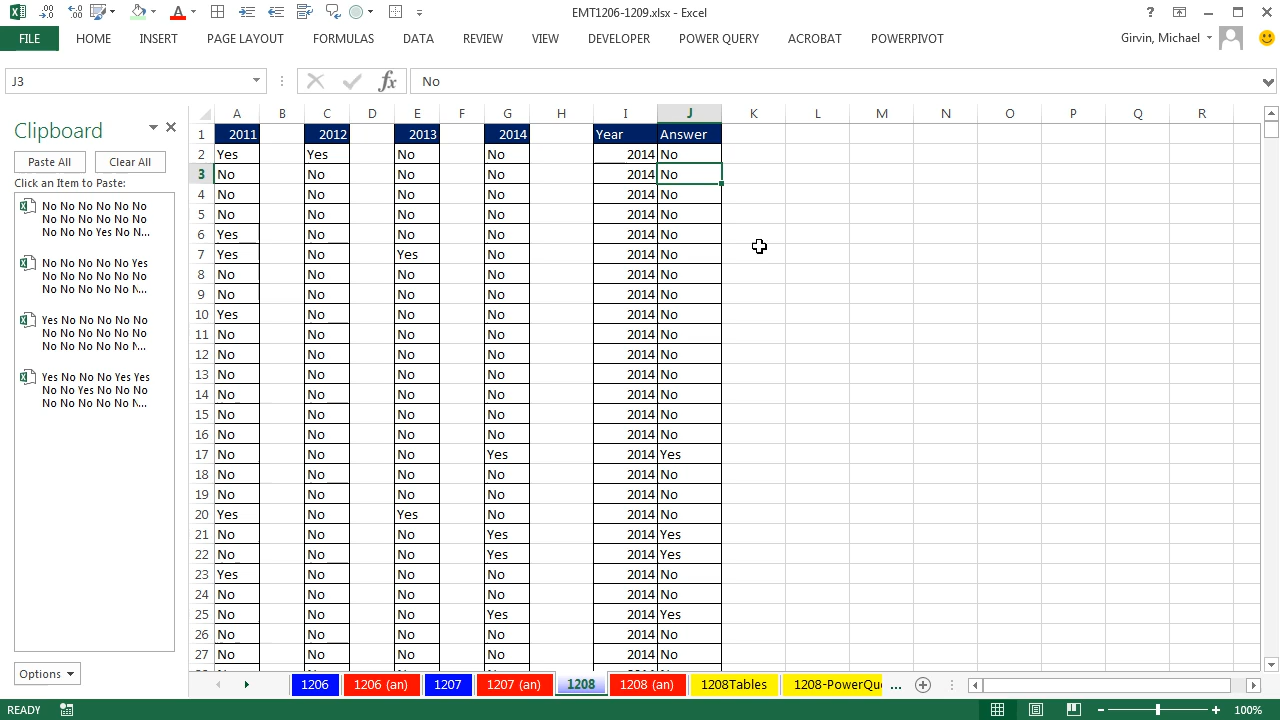 EMT1206-1209.xlsx - Excel
FILE HOME INSERT PAGE LAYOUT FORMULAS DATA REVIEW VIEW DEVELOPER POWER QUERY ACROBAT POWERPIVOT Girvin, Michael
J3 fx No
Clipboard
Paste All Clear All
Click an Item to Paste:
No No No No No No
No No No No No No
No No No Yes No N...
No No No No No Yes
No No No No No No
No No No No No N...
Yes No No No No No
No No No No No No
No No No No No N...
Yes No No No Yes Yes
No No Yes No No No
No No No No No N...
Options
A B C D E F G H I J K L M N O P Q R
1 2011 2012 2013 2014 Year Answer
2 Yes Yes No No 2014 No
3 No No No No 2014 No
4 No No No No 2014 No
5 No No No No 2014 No
6 Yes No No No 2014 No
7 Yes No Yes No 2014 No
8 No No No No 2014 No
9 No No No No 2014 No
10 Yes No No No 2014 No
11 No No No No 2014 No
12 No No No No 2014 No
13 No No No No 2014 No
14 No No No No 2014 No
15 No No No No 2014 No
16 No No No No 2014 No
17 No No No Yes 2014 Yes
18 No No No No 2014 No
19 No No No No 2014 No
20 Yes No Yes No 2014 No
21 No No No Yes 2014 Yes
22 No No No Yes 2014 Yes
23 Yes No No No 2014 No
24 No No No No 2014 No
25 No No No Yes 2014 Yes
26 No No No No 2014 No
27 No No No No 2014 No
1206 1206 (an) 1207 1207 (an) 1208 1208 (an) 1208Tables 1208-PowerQu ...
READY 100%